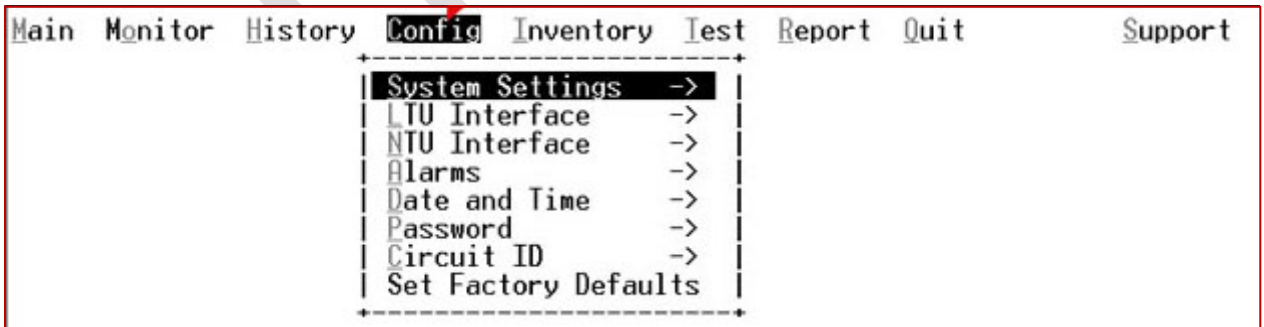 Main Monitor History Config Inventory Test Report Quit Support
System Settings ->
LTU Interface ->
NTU Interface ->
Alarms ->
Date and Time ->
Password ->
Circuit ID ->
Set Factory Defaults